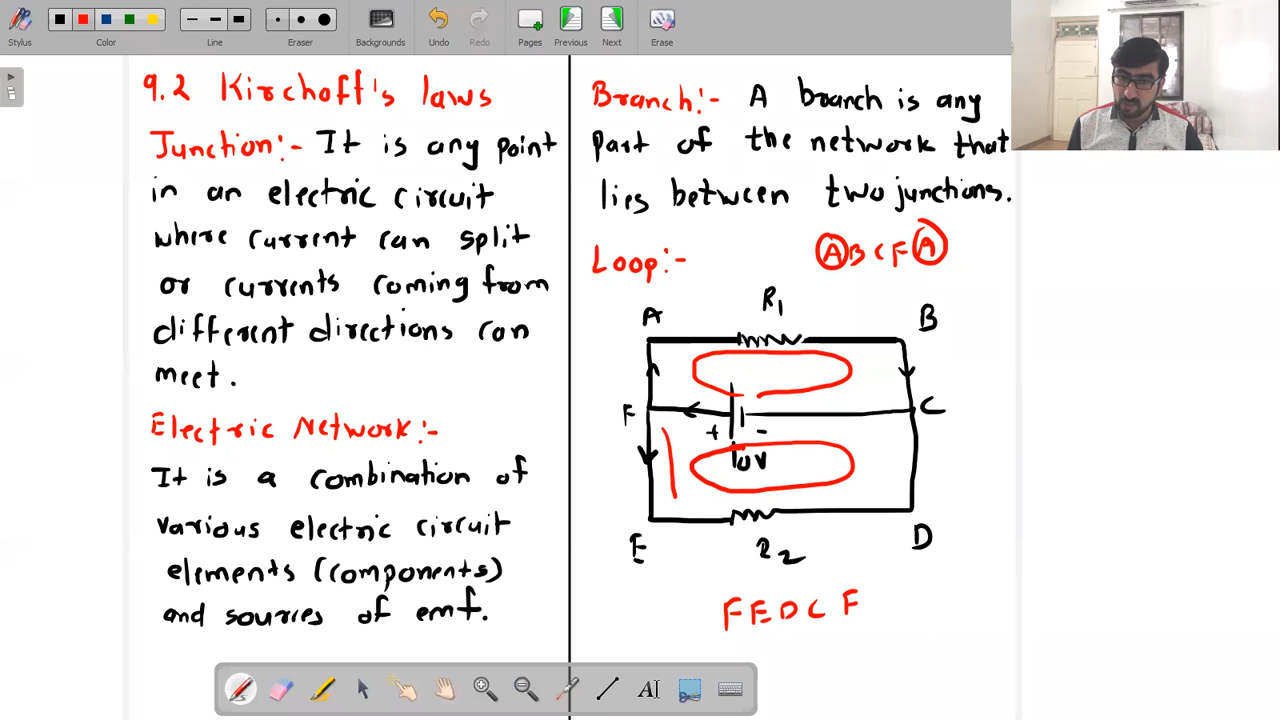 Stylus
Color
Line
Eraser
Backgrounds
Undo
Redo
Pages
Previous
Next
Erase
9.2 Kirchoff's laws
Junction:- It is any point
in an electric circuit
where current can split
or currents coming from
different directions can
meet.
Electric Network:-
It is a combination of
various electric circuit
elements (components)
and sources of emf.
Branch:- A branch is any
part of the network that
lies between two junctions.
Loop:-
A B C F A
R1
A
B
F
C
+ -
10V
E
R2
D
F E D C F
AI